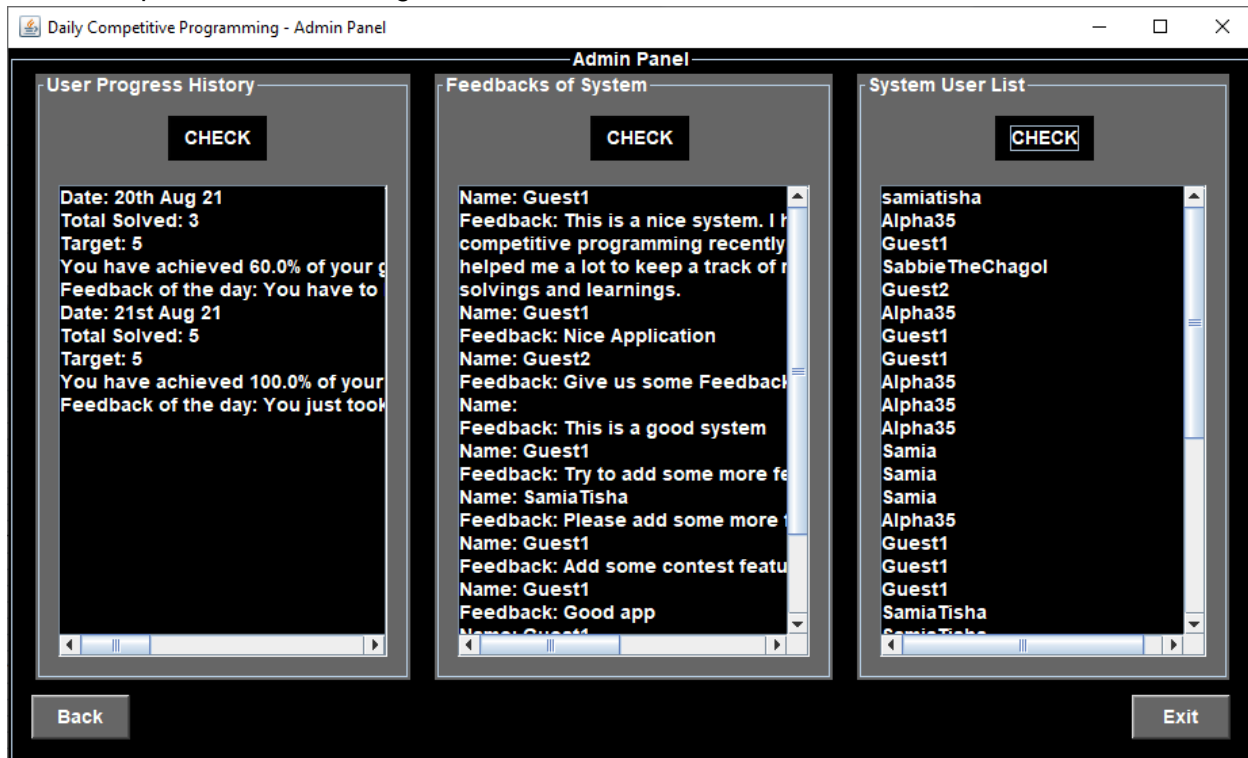 Daily Competitive Programming - Admin Panel
Admin Panel
User Progress History
CHECK
Date: 20th Aug 21
Total Solved: 3
Target: 5
You have achieved 60.0% of your
Feedback of the day: You have to
Date: 21st Aug 21
Total Solved: 5
Target: 5
You have achieved 100.0% of your
Feedback of the day: You just took
Feedbacks of System
CHECK
Name: Guest1
Feedback: This is a nice system. I
competitive programming recently
helped me a lot to keep a track of
solvings and learnings.
Name: Guest1
Feedback: Nice Application
Name: Guest2
Feedback: Give us some Feedback
Name:
Feedback: This is a good system
Name: Guest1
Feedback: Try to add some more
Name: SamiaTisha
Feedback: Please add some more
Name: Guest1
Feedback: Add some contest
Name: Guest1
Feedback: Good app
Name: Guest1
System User List
CHECK
samiatisha
Alpha35
Guest1
SabbieTheChagol
Guest2
Alpha35
Guest1
Guest1
Alpha35
Alpha35
Alpha35
Samia
Samia
Samia
Alpha35
Guest1
Guest1
Guest1
SamiaTisha
SamiaTisha
Back
Exit